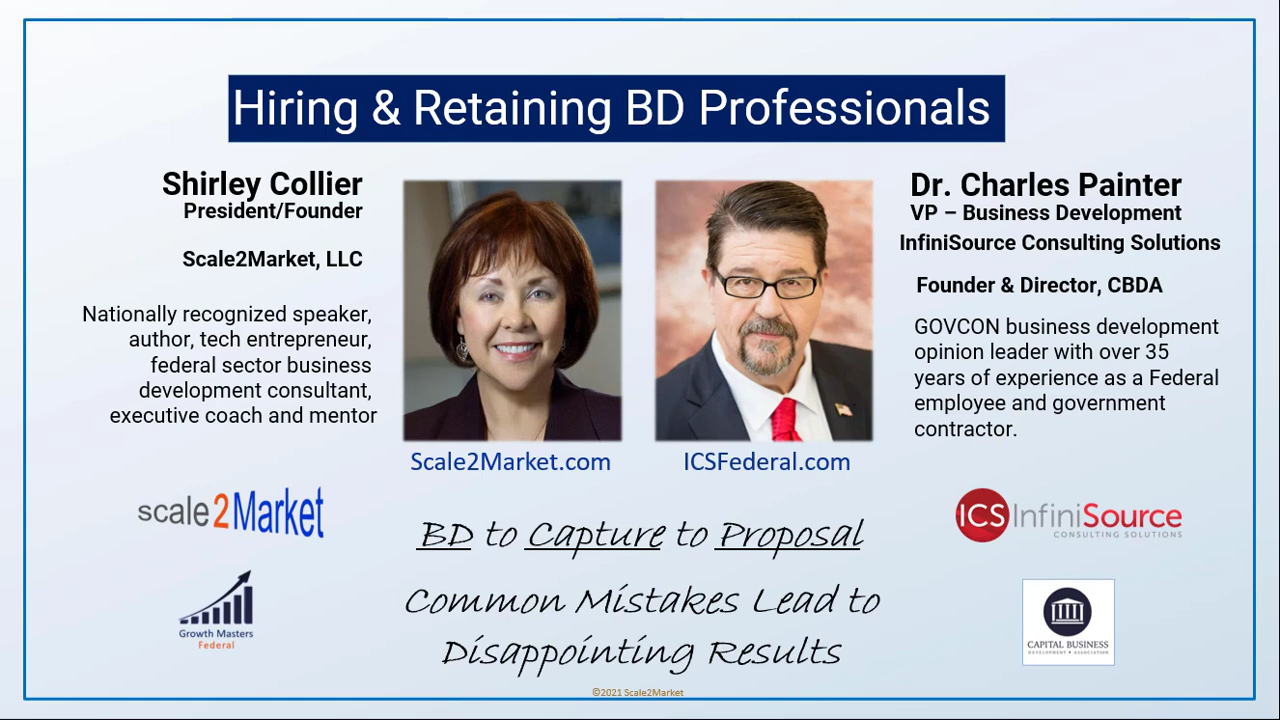 Hiring & Retaining BD Professionals
Shirley Collier
President/Founder
Scale2Market, LLC
Nationally recognized speaker,
author, tech entrepreneur,
federal sector business
development consultant,
executive coach and mentor
Scale2Market.com
ICSFederal.com
Dr. Charles Painter
VP – Business Development
InfiniSource Consulting Solutions
Founder & Director, CBDA
GOVCON business development
opinion leader with over 35
years of experience as a Federal
employee and government
contractor.
scale2Market
Growth Masters
Federal
BD to Capture to Proposal
Common Mistakes Lead to
Disappointing Results
ICS InfiniSource
CONSULTING SOLUTIONS
CAPITAL BUSINESS
DEVELOPMENT ★ ASSOCIATION
©2021 Scale2Market